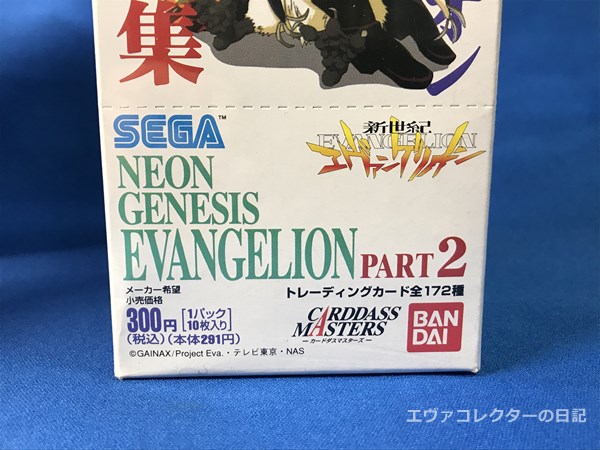 集
SEGA™
新世紀
EVANGELION
エヴァンゲリオン
NEON
GENESIS
EVANGELION PART 2
メーカー希望
小売価格
トレーディングカード全172種
300円 [1パック 10枚入り]
(税込)(本体291円)
CARDDASS
MASTERS
ーカードダスマスターズー
BAN
DAI
©GAINAX/Project Eva.・テレビ東京・NAS
エヴァコレクターの日記